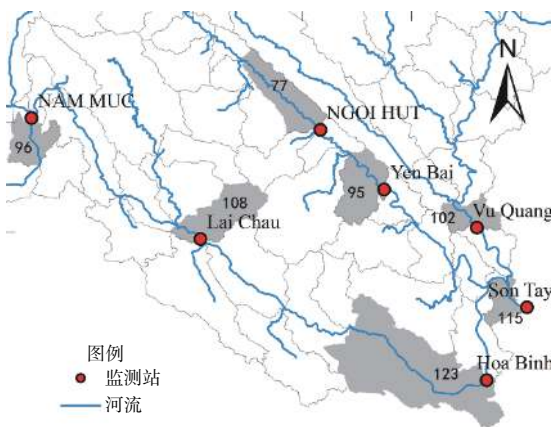 N
77
NAM MUC
NGOI HUT
96
Yen Bai
95
108
102
Vu Quang
Lai Chau
Son Tay
115
图例
监测站
123
Hoa Binh
河流